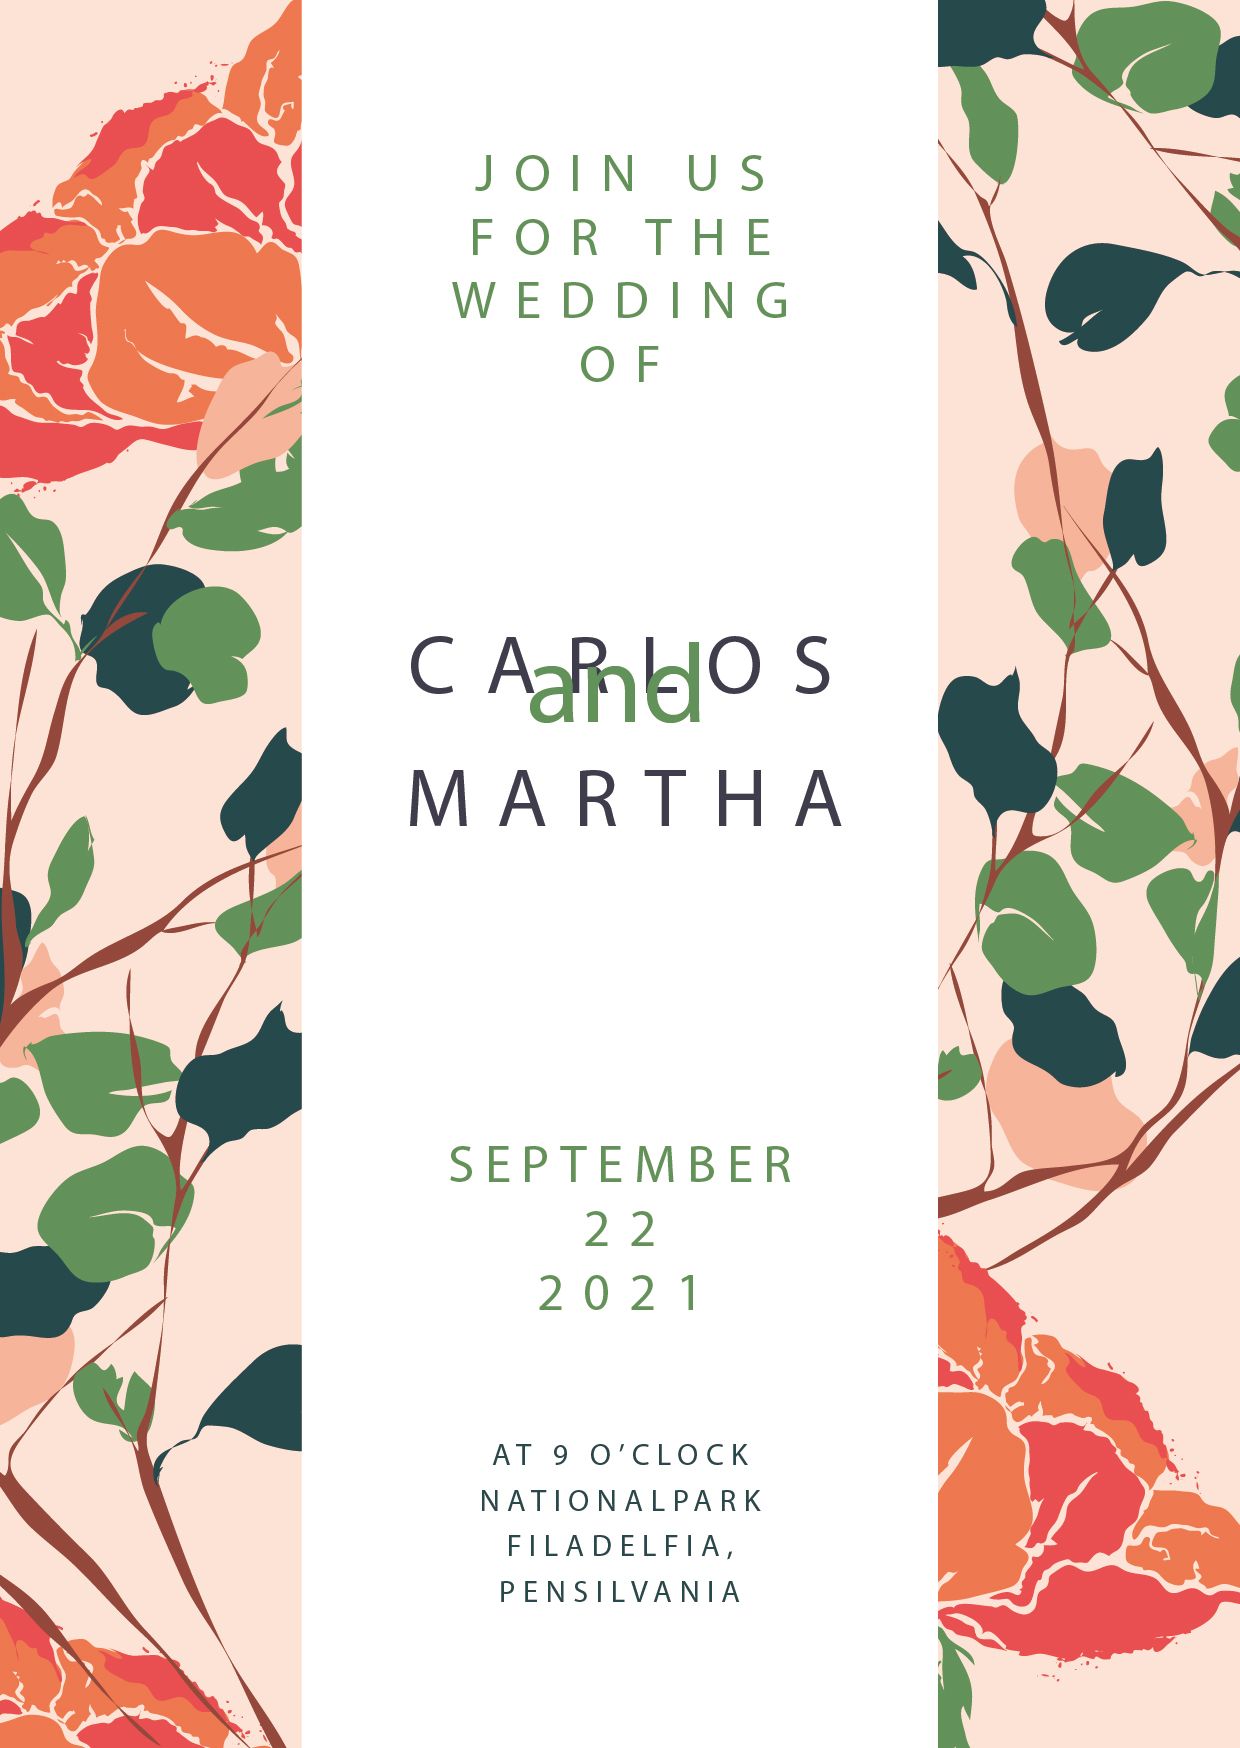 JOIN US
FOR THE
WEDDING
OF
CARLOS
and
MARTHA
SEPTEMBER
22
2021
AT 9 O’CLOCK
NATIONALPARK
FILADELFIA,
PENSILVANIA